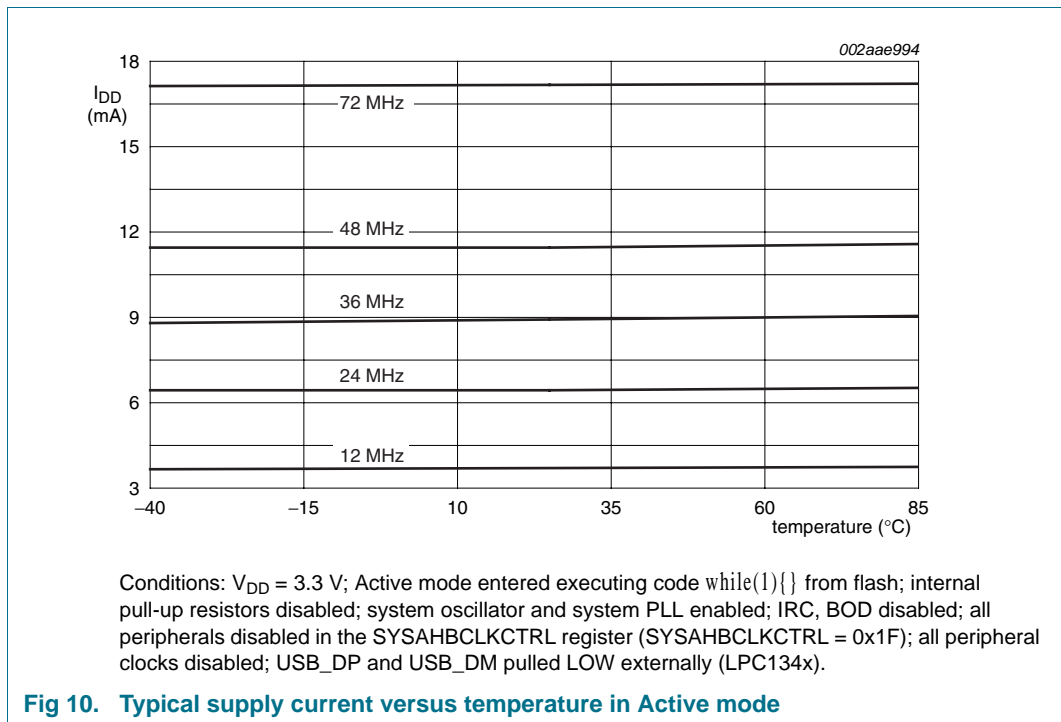 002aae994
18
I_DD
(mA)
72 MHz
15
12
48 MHz
36 MHz
9
24 MHz
6
12 MHz
3
−40 −15 10 35 60 85
temperature (°C)
Conditions: V_DD = 3.3 V; Active mode entered executing code while(1){} from flash; internal
pull-up resistors disabled; system oscillator and system PLL enabled; IRC, BOD disabled; all
peripherals disabled in the SYSAHBCLKCTRL register (SYSAHBCLKCTRL = 0x1F); all peripheral
clocks disabled; USB_DP and USB_DM pulled LOW externally (LPC134x).
Fig 10. Typical supply current versus temperature in Active mode